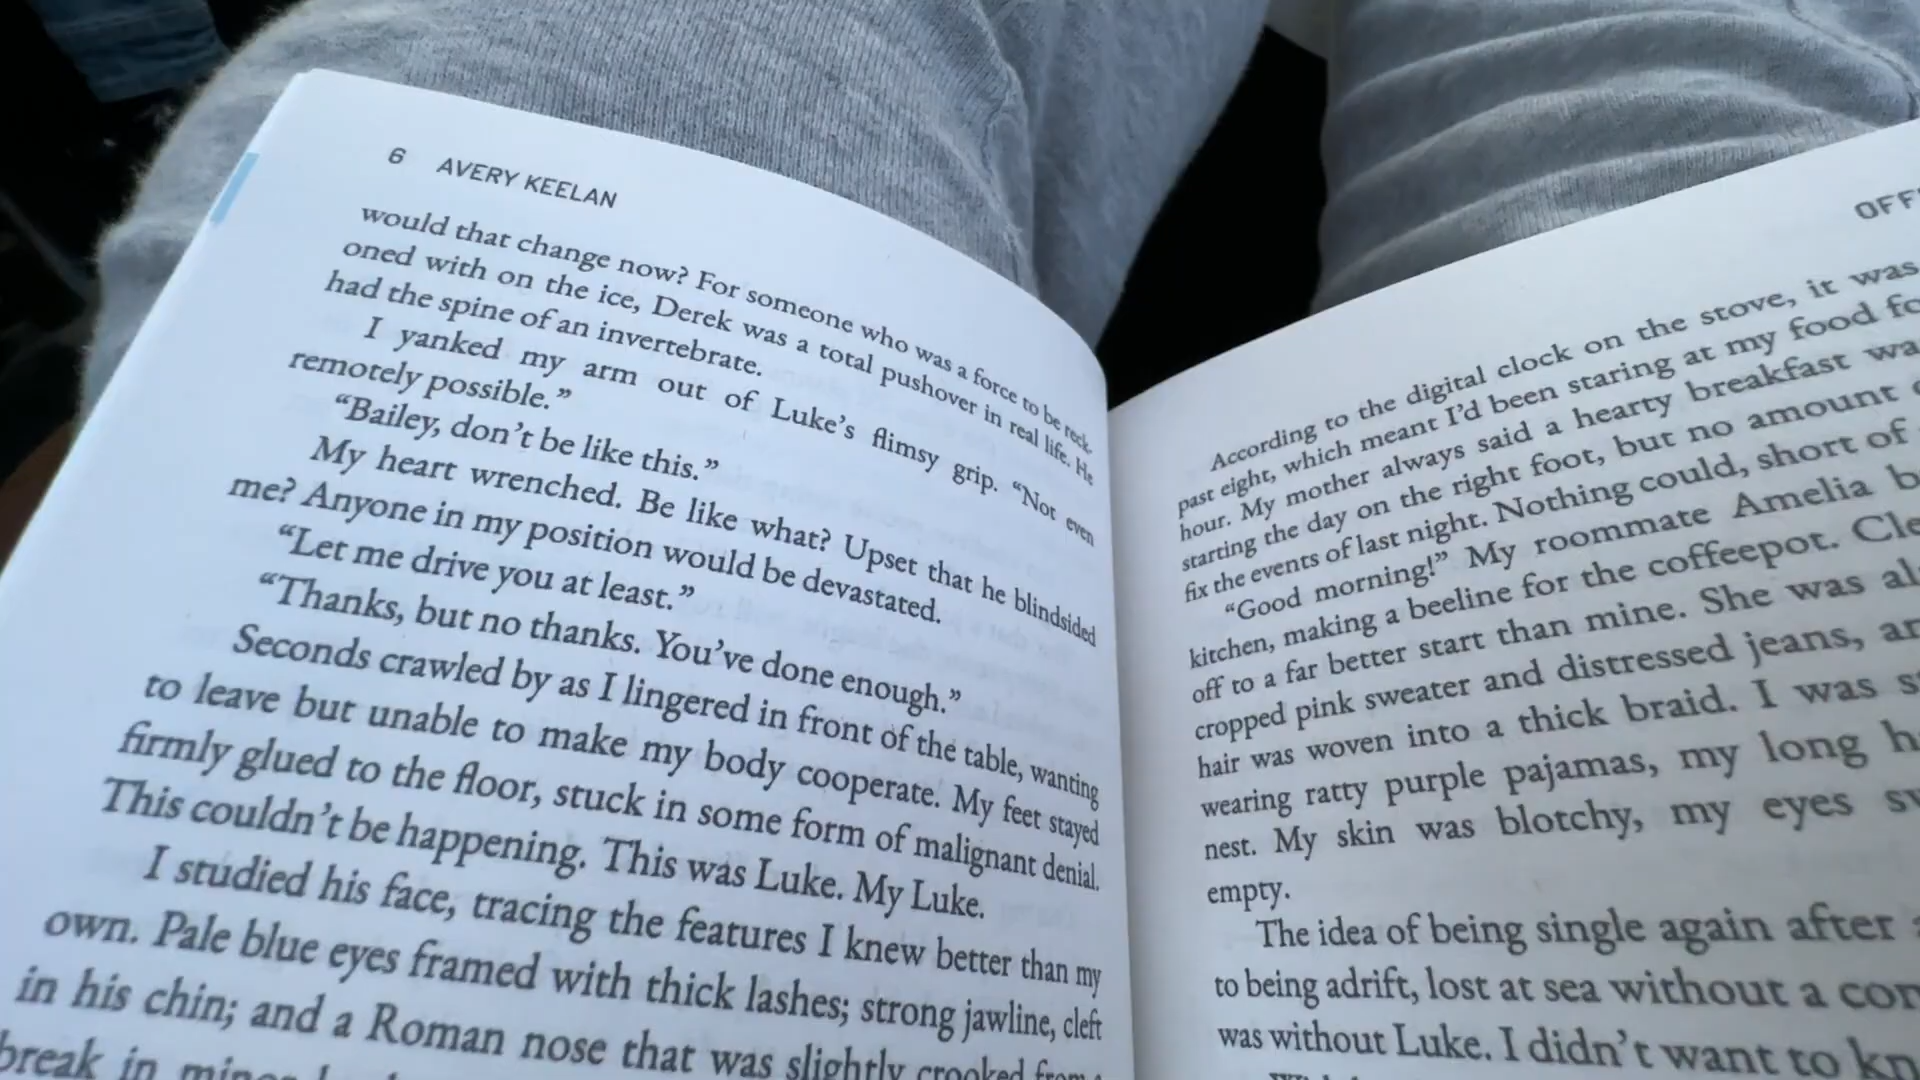 6 AVERY KEELAN
would that change now? For someone who was a force to be reck-
oned with on the ice, Derek was a total pushover in real life. He
had the spine of an invertebrate.
I yanked my arm out of Luke's flimsy grip. “Not even
remotely possible.”
“Bailey, don't be like this.”
My heart wrenched. Be like what? Upset that he blindsided
me? Anyone in my position would be devastated.
“Let me drive you at least.”
“Thanks, but no thanks. You've done enough.”
Seconds crawled by as I lingered in front of the table, wanting
to leave but unable to make my body cooperate. My feet stayed
firmly glued to the floor, stuck in some form of malignant denial.
This couldn't be happening. This was Luke. My Luke.
I studied his face, tracing the features I knew better than my
own. Pale blue eyes framed with thick lashes; strong jawline, cleft
in his chin; and a Roman nose that was slightly crooked from
break in
OFF
According to the digital clock on the stove, it was
past eight, which meant I'd been staring at my food
hour. My mother always said a hearty breakfast
starting the day on the right foot, but no amount
fix the events of last night. Nothing could, short of
“Good morning!” My roommate Amelia
kitchen, making a beeline for the coffeepot.
off to a far better start than mine. She was
cropped pink sweater and distressed jeans,
hair was woven into a thick braid. I was
wearing ratty purple pajamas, my long
nest. My skin was blotchy, my eyes
empty.
The idea of being single again after
to being adrift, lost at sea without a
was without Luke. I didn't want to